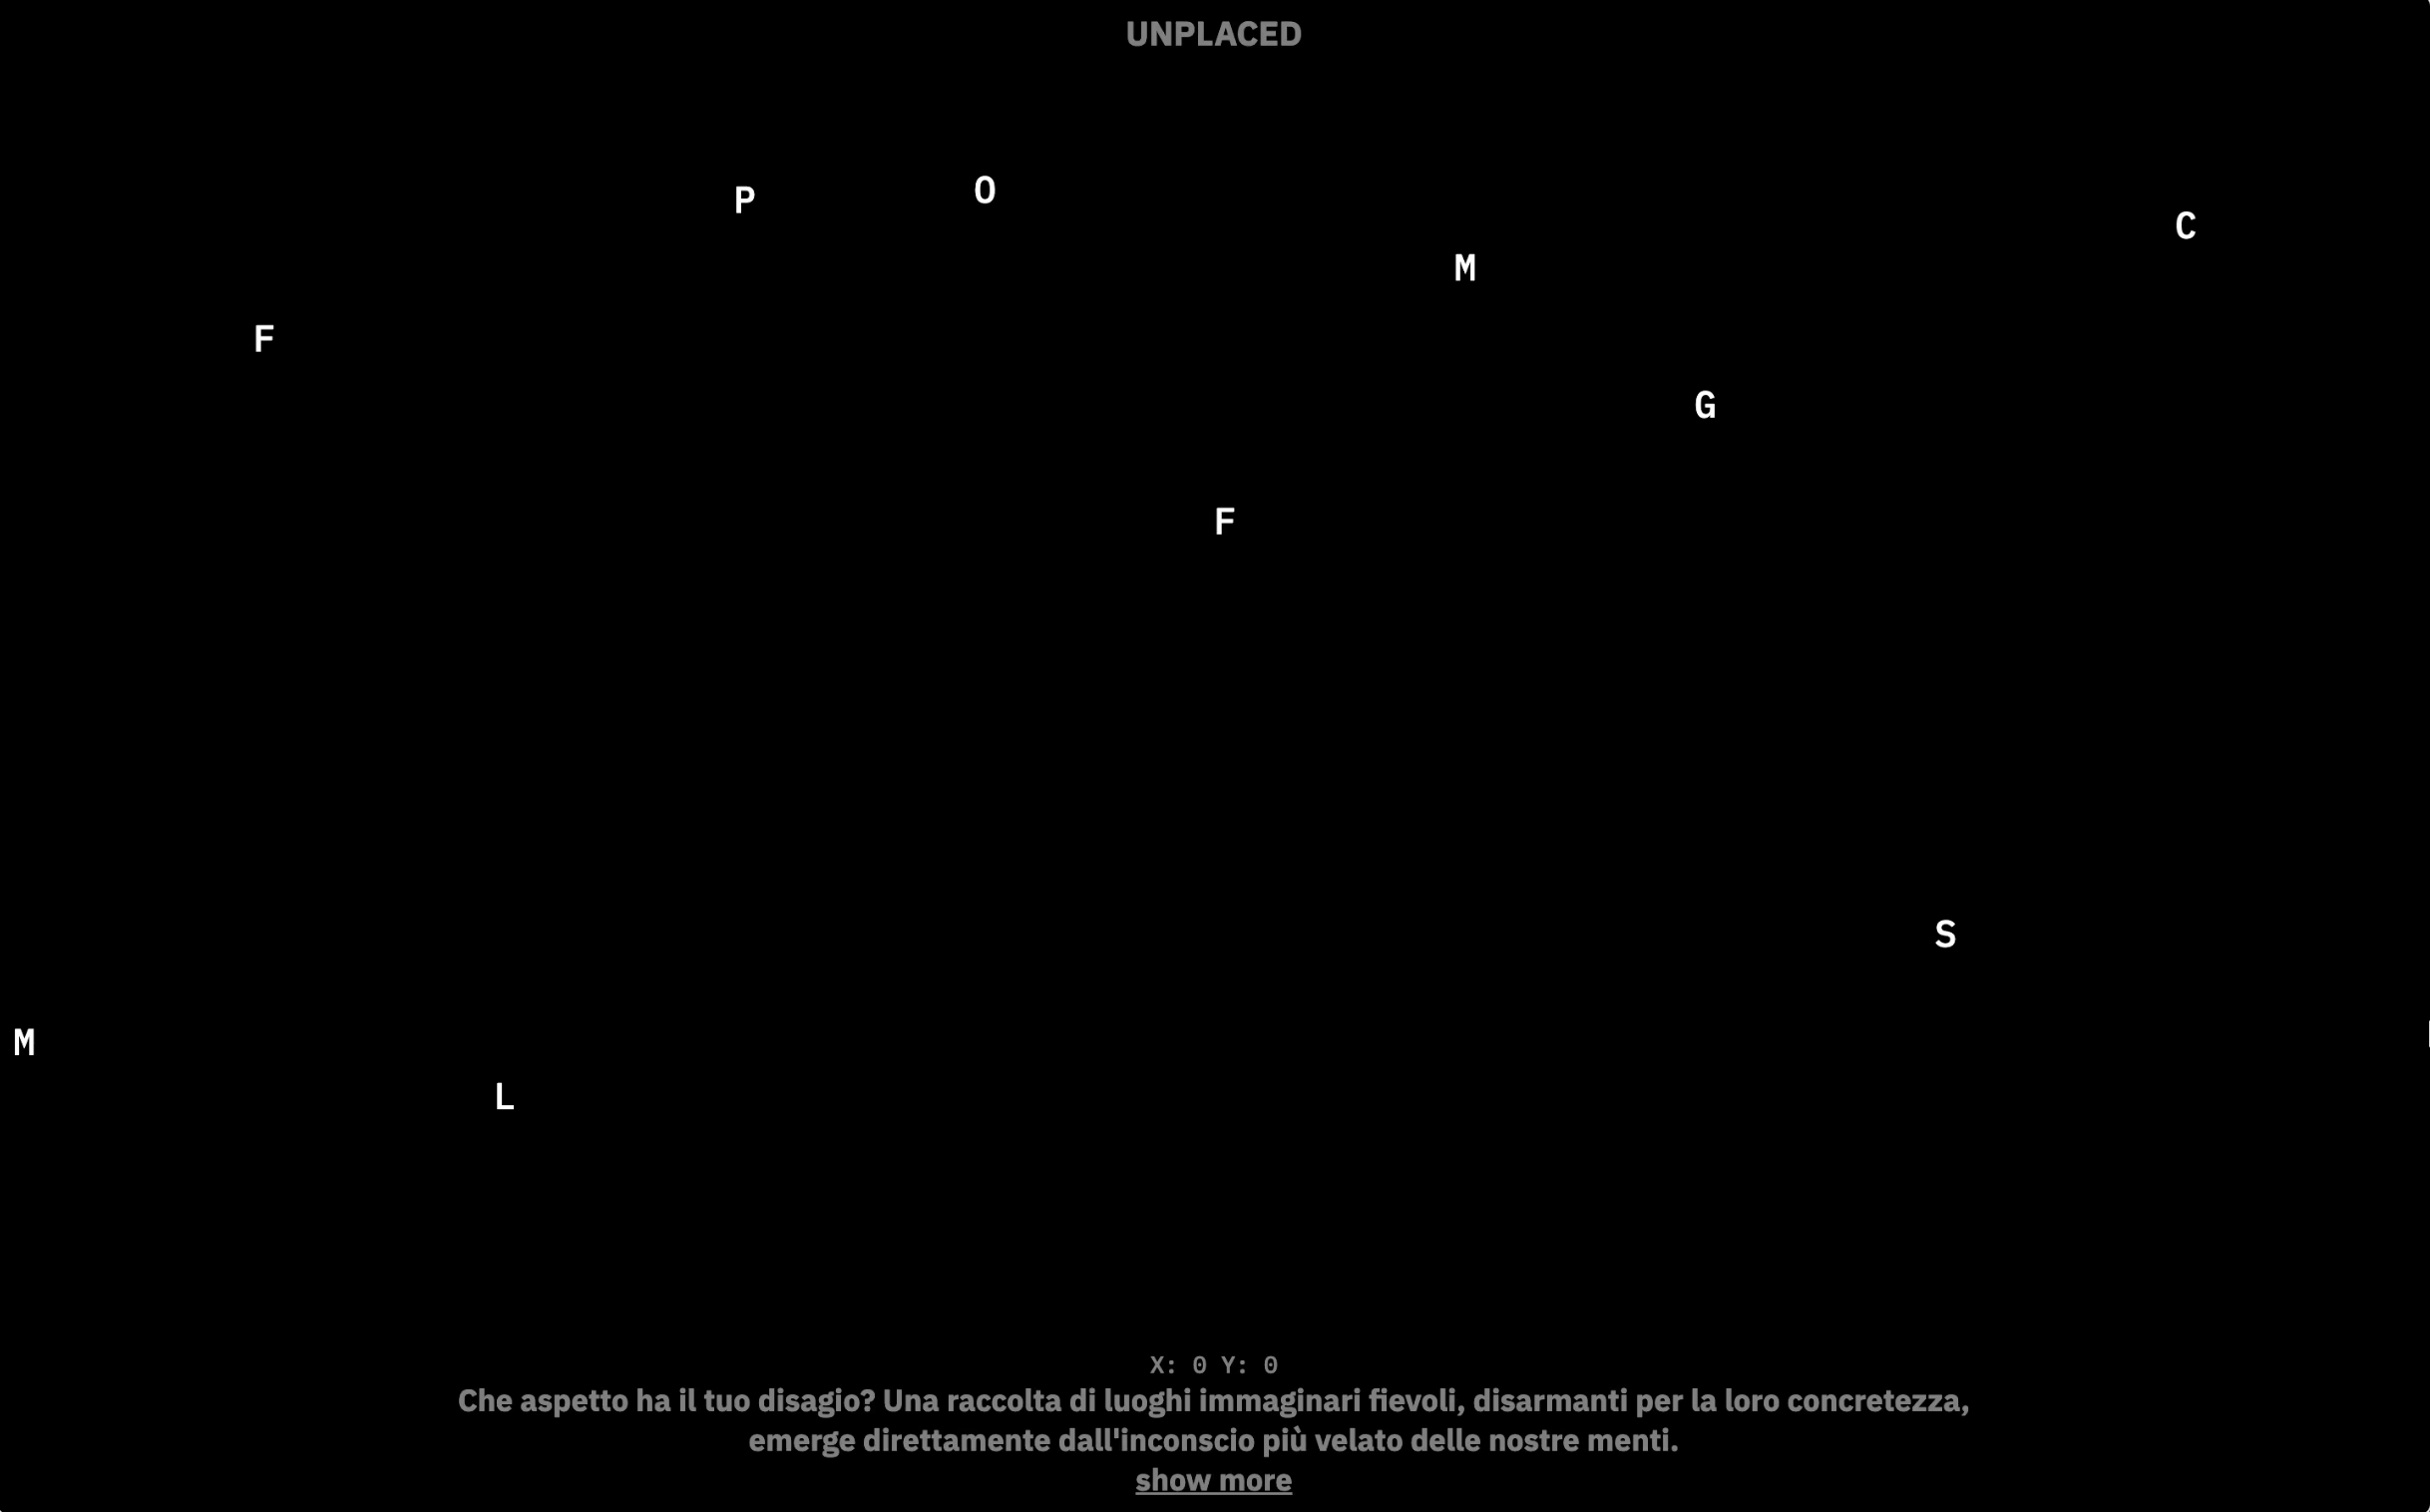 UNPLACED
O
P
C
M
F
G
F
S
M
L
X: 0 Y: 0
Che aspetto ha il tuo disagio? Una raccolta di luoghi immaginari fievoli, disarmanti per la loro concretezza,
emerge direttamente dall'inconscio più velato delle nostre menti.
show more